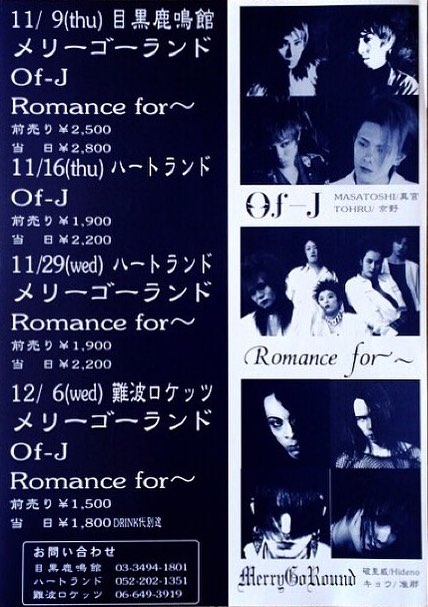 11/ 9(thu) 目黒鹿鳴館
メリーゴーランド
Of-J
Romance for～
前売り￥2,500
当　日￥2,800
11/16(thu) ハートランド
Of-J
前売り￥1,900
当　日￥2,200
11/29(wed) ハートランド
メリーゴーランド
Romance for～
前売り￥1,900
当　日￥2,200
12/ 6(wed) 難波ロケッツ
メリーゴーランド
Of-J
Romance for～
前売り￥1,500
当　日￥1,800 DRINK代別途
お問い合わせ
目黒鹿鳴館　03-3494-1801
ハートランド　052-202-1351
難波ロケッツ　06-649-3919
Of-J
MASATOSHI/真宮
TOHRU/ 京野
Romance for～～
MerryGoRound
/Hideno
キョウ/准那